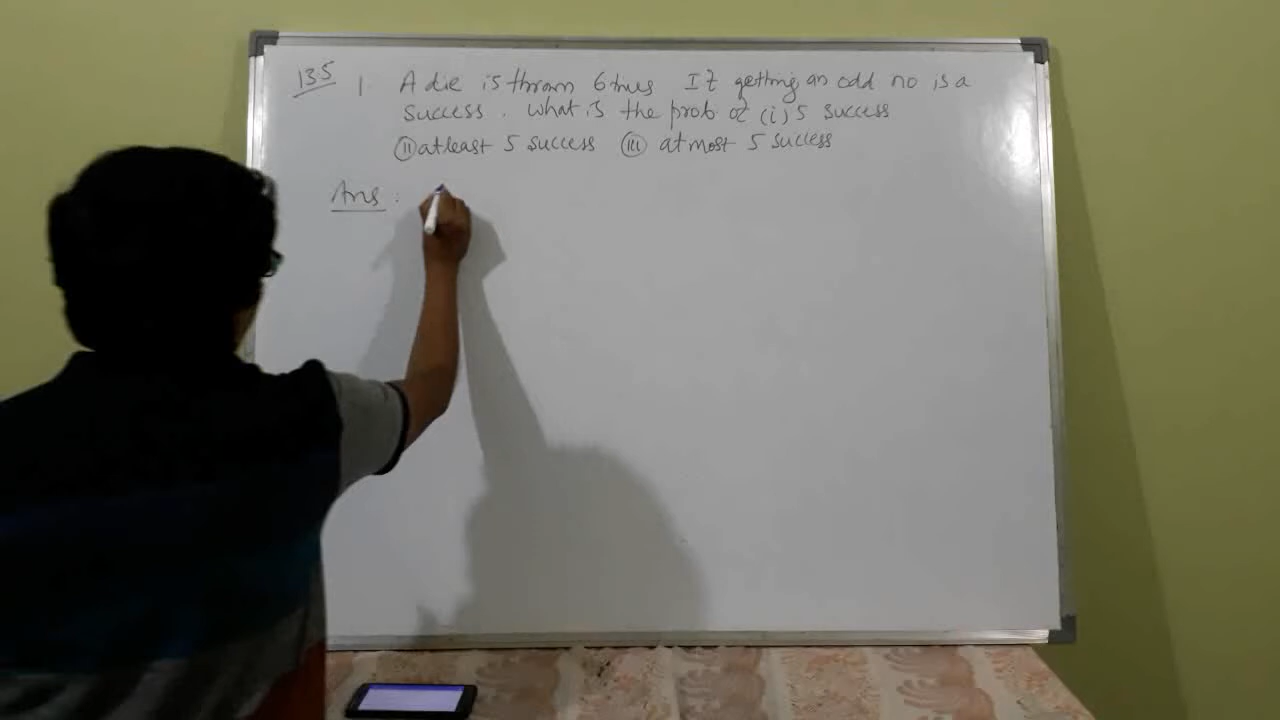 135 1 A die is thrown 6 times If getting an odd no is a
success. What is the prob of (i) 5 success
(ii) atleast 5 success (iii) atmost 5 success
Ans :